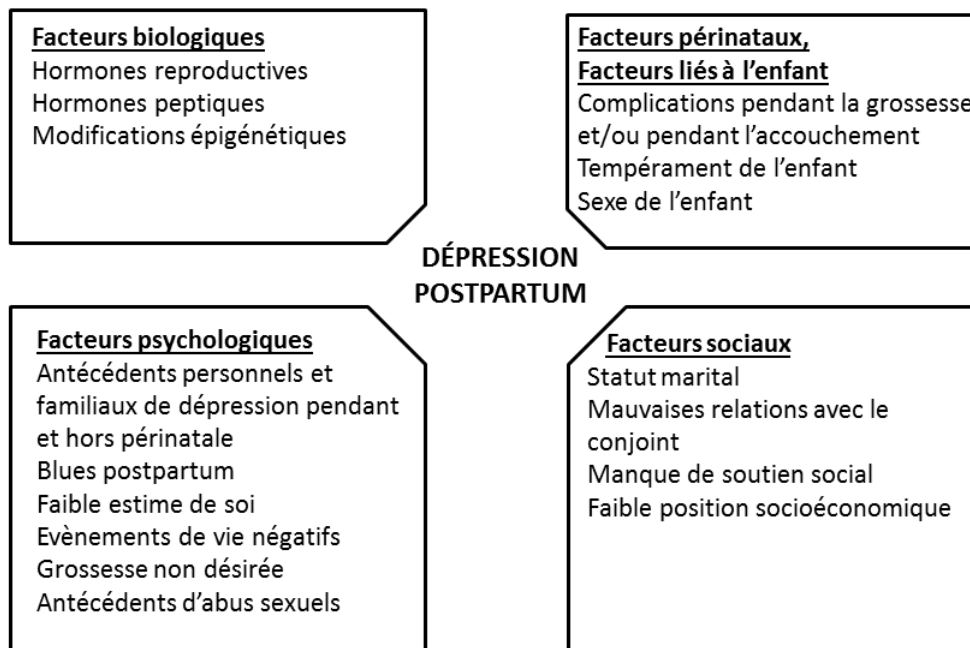 Facteurs biologiques
Hormones reproductives
Hormones peptiques
Modifications épigénétiques
Facteurs périnataux,
Facteurs liés à l’enfant
Complications pendant la grossesse
et/ou pendant l’accouchement
Tempérament de l’enfant
Sexe de l’enfant
DÉPRESSION
POSTPARTUM
Facteurs psychologiques
Antécédents personnels et
familiaux de dépression pendant
et hors périnatale
Blues postpartum
Faible estime de soi
Evènements de vie négatifs
Grossesse non désirée
Antécédents d’abus sexuels
Facteurs sociaux
Statut marital
Mauvaises relations avec le
conjoint
Manque de soutien social
Faible position socioéconomique